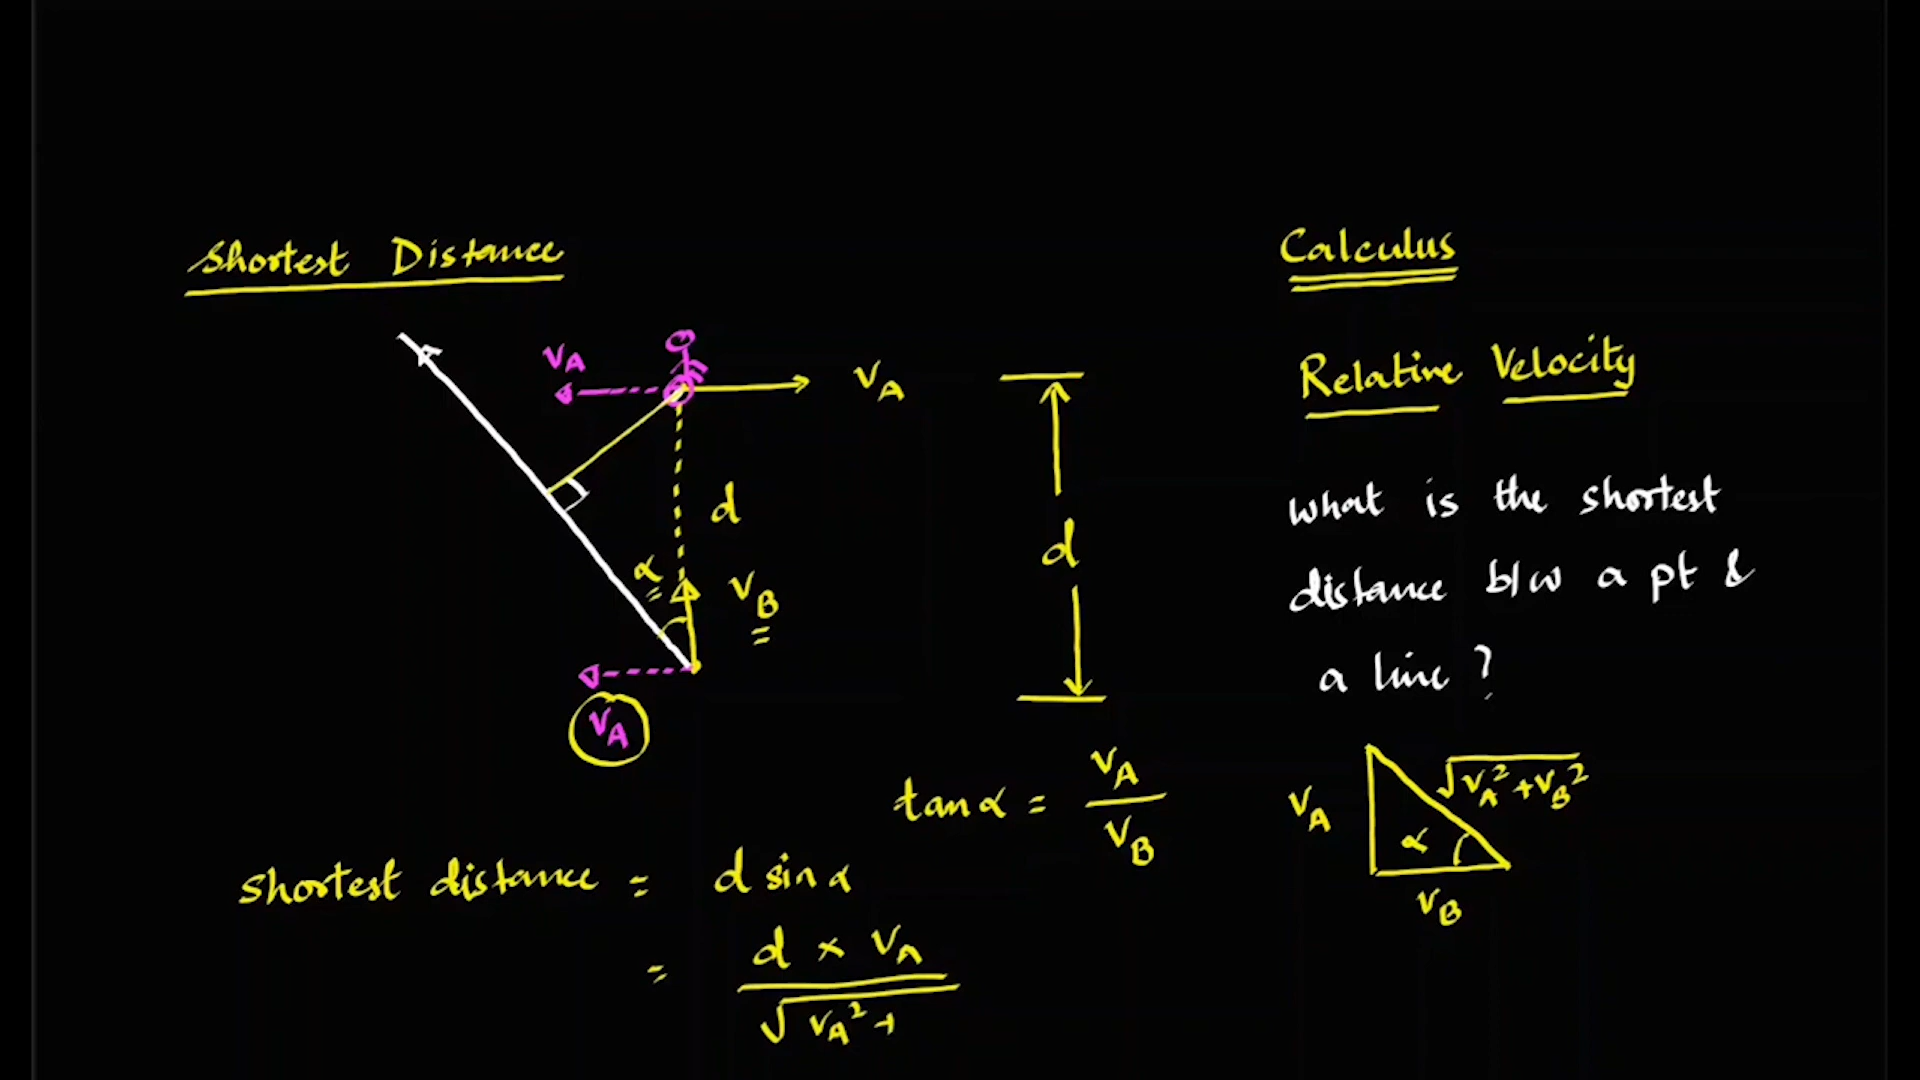 Shortest Distance
Calculus
VA
VA
Relative Velocity
d
α
VB
d
VA
what is the shortest
distance b/w a pt &
a line ?
tan α = VA / VB
VA
√VA² + VB²
α
VB
Shortest distance = d sin α
= d × VA / √VA² +